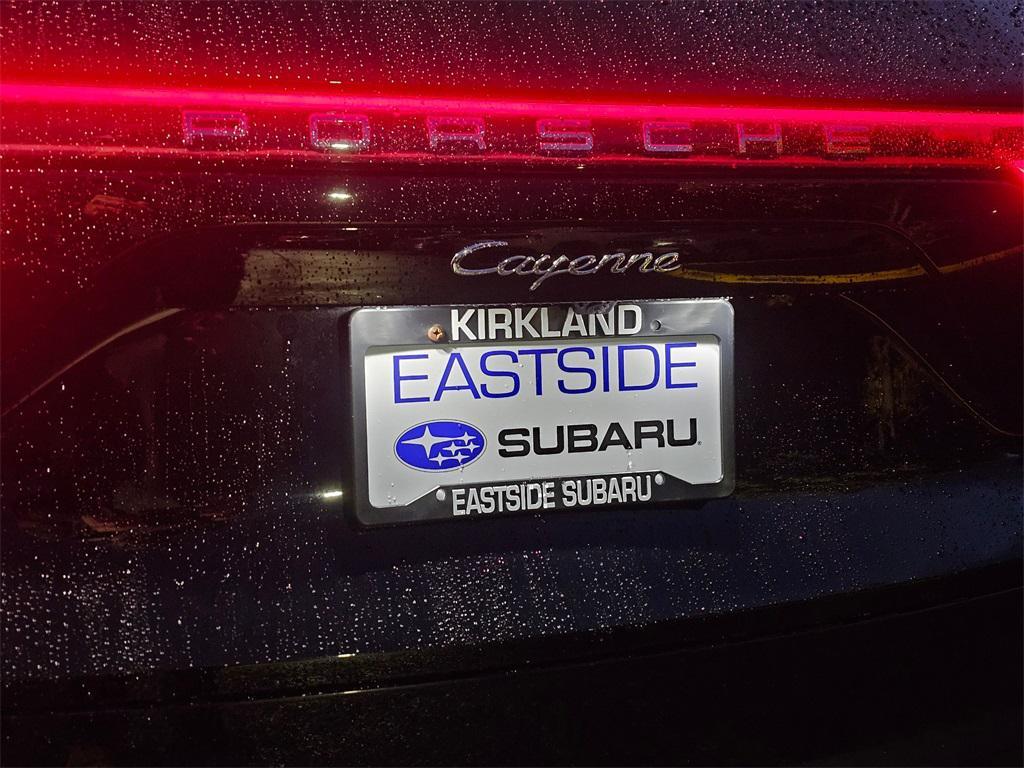 PORSCHE
Cayenne
KIRKLAND
EASTSIDE
SUBARU
EASTSIDE SUBARU